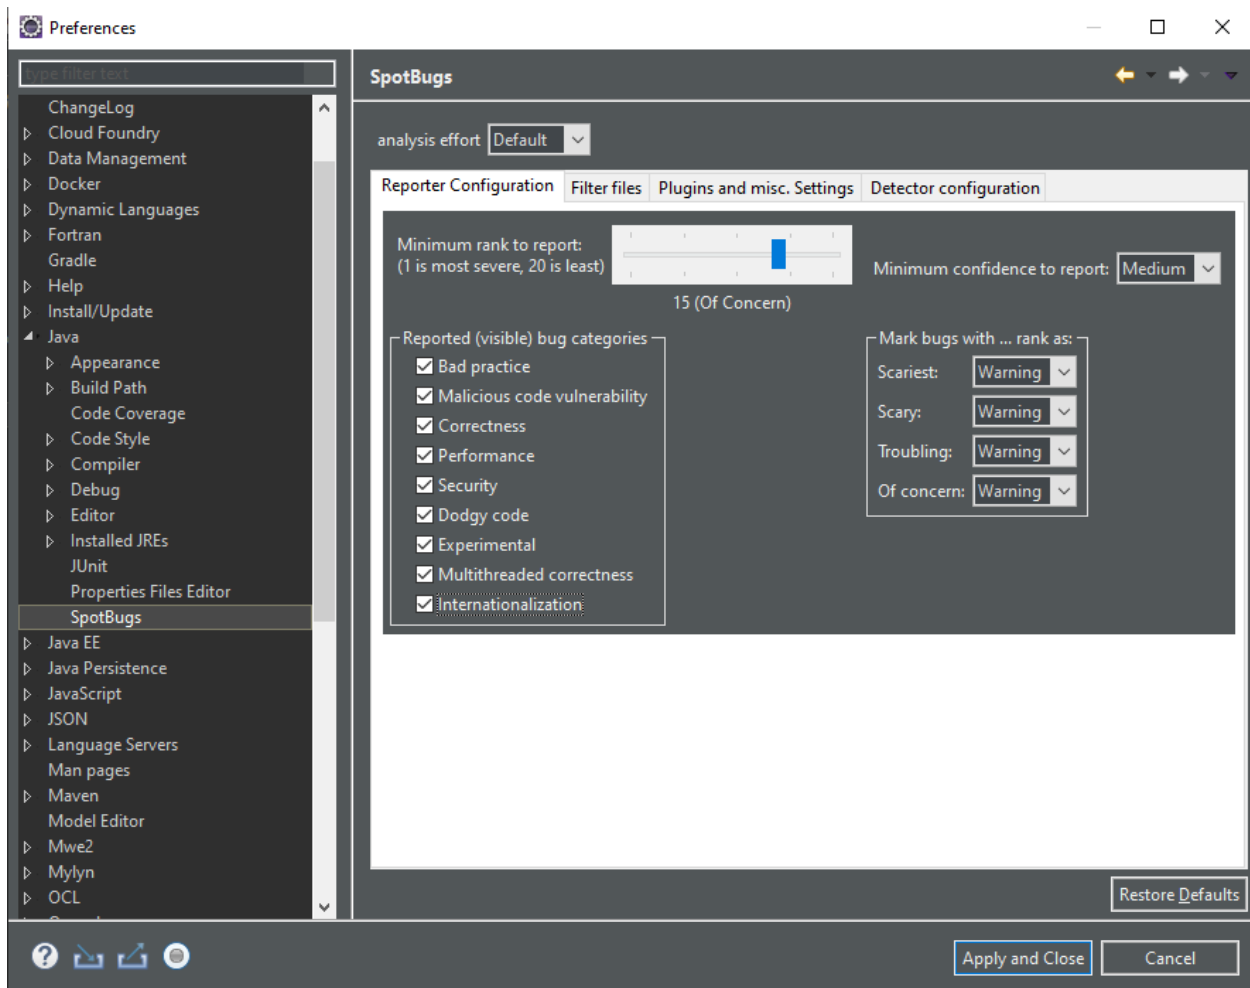 Preferences
type filter text
ChangeLog
Cloud Foundry
Data Management
Docker
Dynamic Languages
Fortran
Gradle
Help
Install/Update
Java
Appearance
Build Path
Code Coverage
Code Style
Compiler
Debug
Editor
Installed JREs
JUnit
Properties Files Editor
SpotBugs
Java EE
Java Persistence
JavaScript
JSON
Language Servers
Man pages
Maven
Model Editor
Mwe2
Mylyn
OCL
SpotBugs
analysis effort Default
Reporter Configuration Filter files Plugins and misc. Settings Detector configuration
Minimum rank to report:
(1 is most severe, 20 is least)
15 (Of Concern)
Minimum confidence to report: Medium
Reported (visible) bug categories
Bad practice
Malicious code vulnerability
Correctness
Performance
Security
Dodgy code
Experimental
Multithreaded correctness
Internationalization
Mark bugs with ... rank as:
Scariest: Warning
Scary: Warning
Troubling: Warning
Of concern: Warning
Restore Defaults
Apply and Close
Cancel